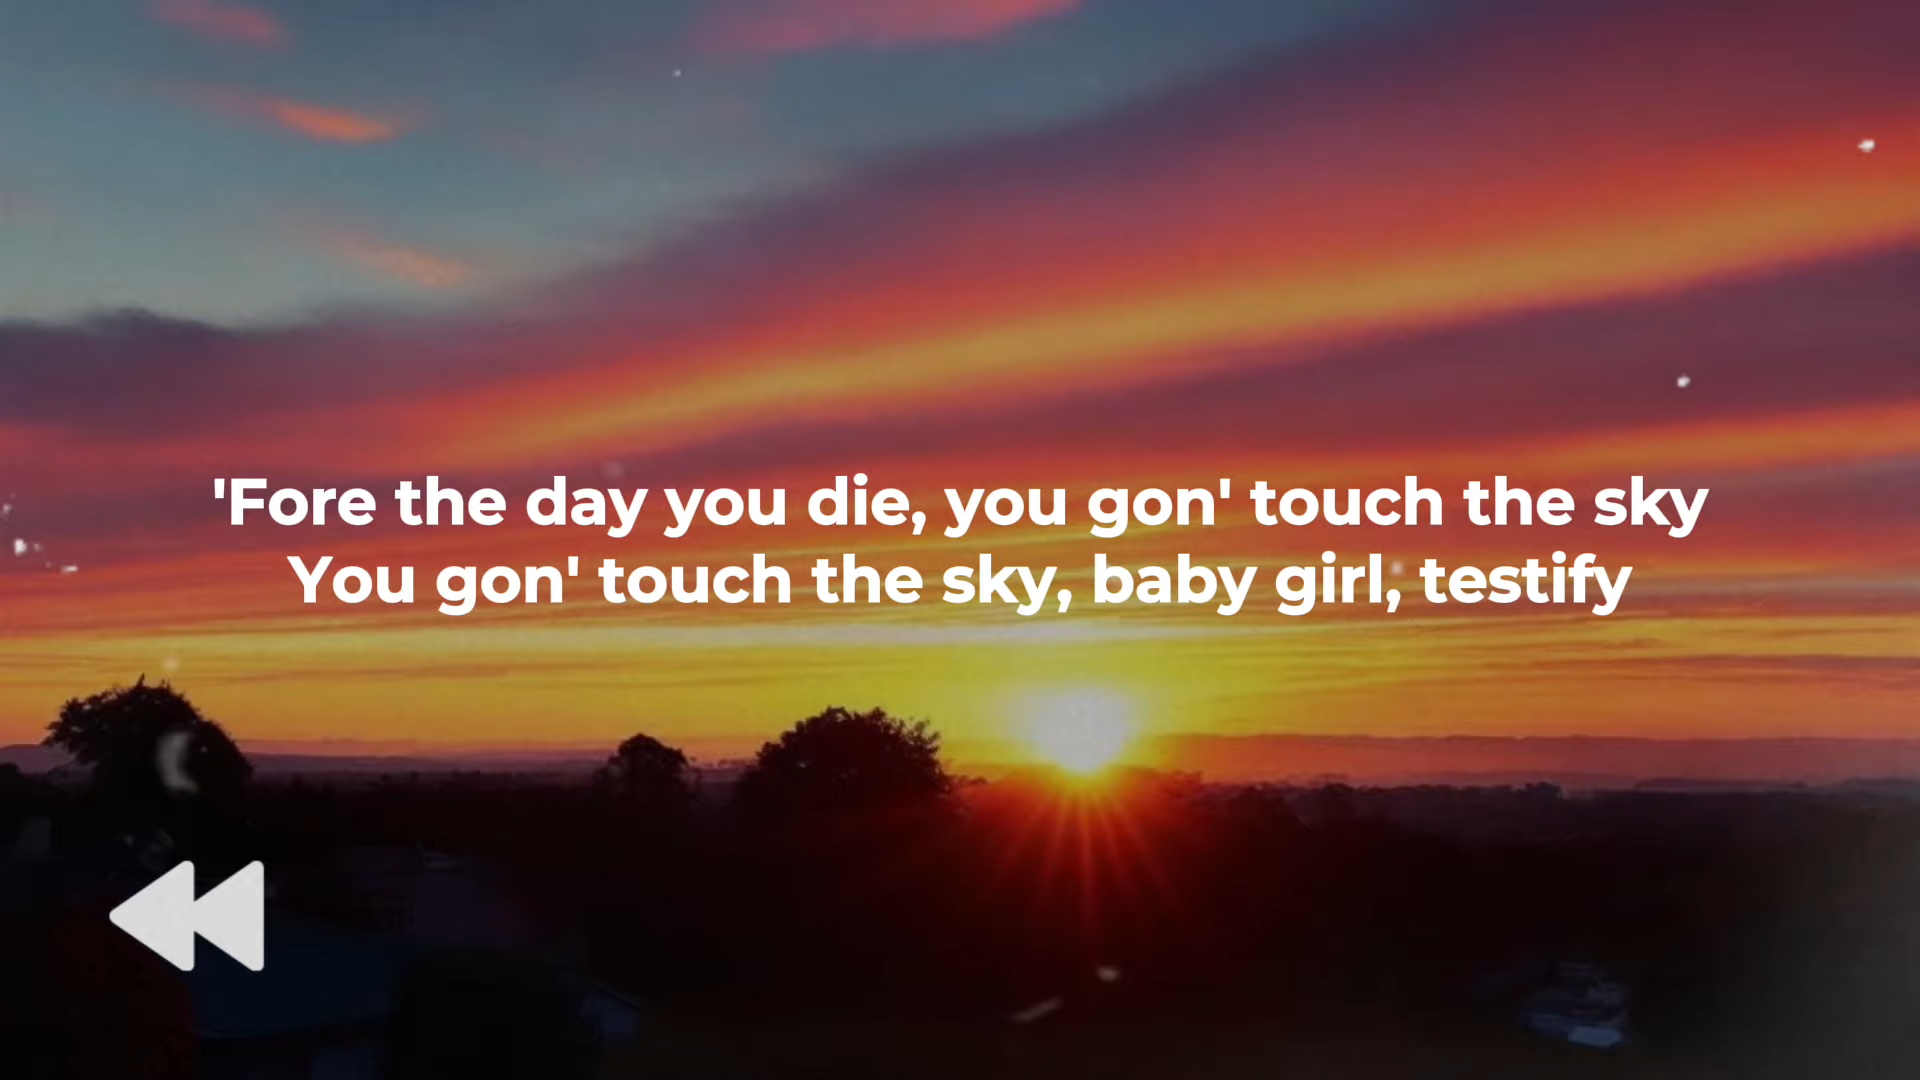 'Fore the day you die, you gon' touch the sky
You gon' touch the sky, baby girl, testify